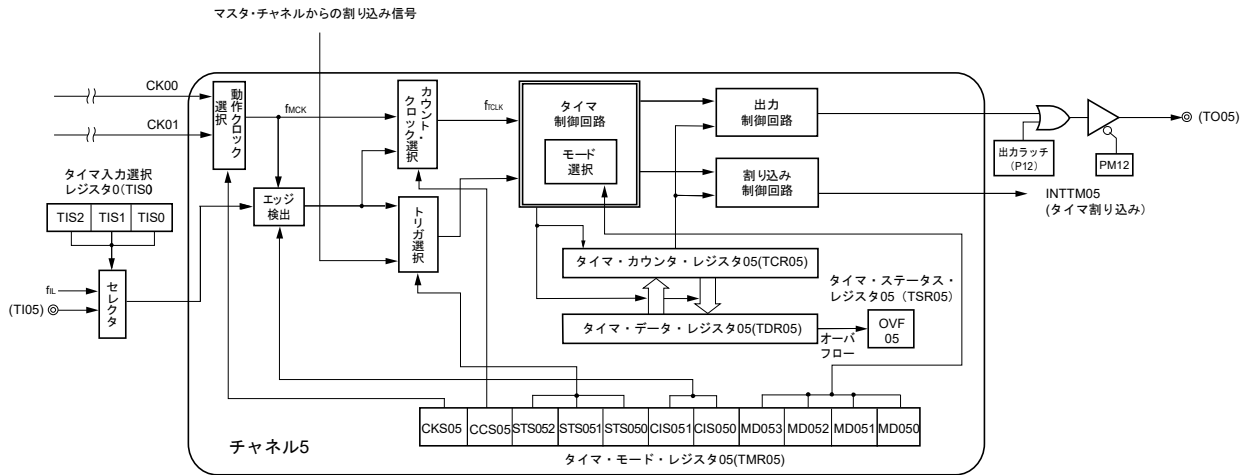 マスタ・チャネルからの割り込み信号
CK00
CK01
動作クロック
選択
fMCK
カウント・
クロック選択
fTCLK
タイマ
制御回路
モード
選択
出力
制御回路
割り込み
制御回路
出力ラッチ
(P12)
PM12
(TO05)
INTTM05
(タイマ割り込み)
タイマ入力選択
レジスタ0(TIS0
TIS2 TIS1 TIS0
エッジ
検出
トリガ選択
fIL
(TI05)
セレクタ
タイマ・カウンタ・レジスタ05(TCR05)
タイマ・ステータス・
レジスタ05(TSR05)
タイマ・データ・レジスタ05(TDR05)
オーバ
フロー
OVF
05
CKS05 CCS05 STS052 STS051 STS050 CIS051 CIS050 MD053 MD052 MD051 MD050
チャネル5
タイマ・モード・レジスタ05(TMR05)